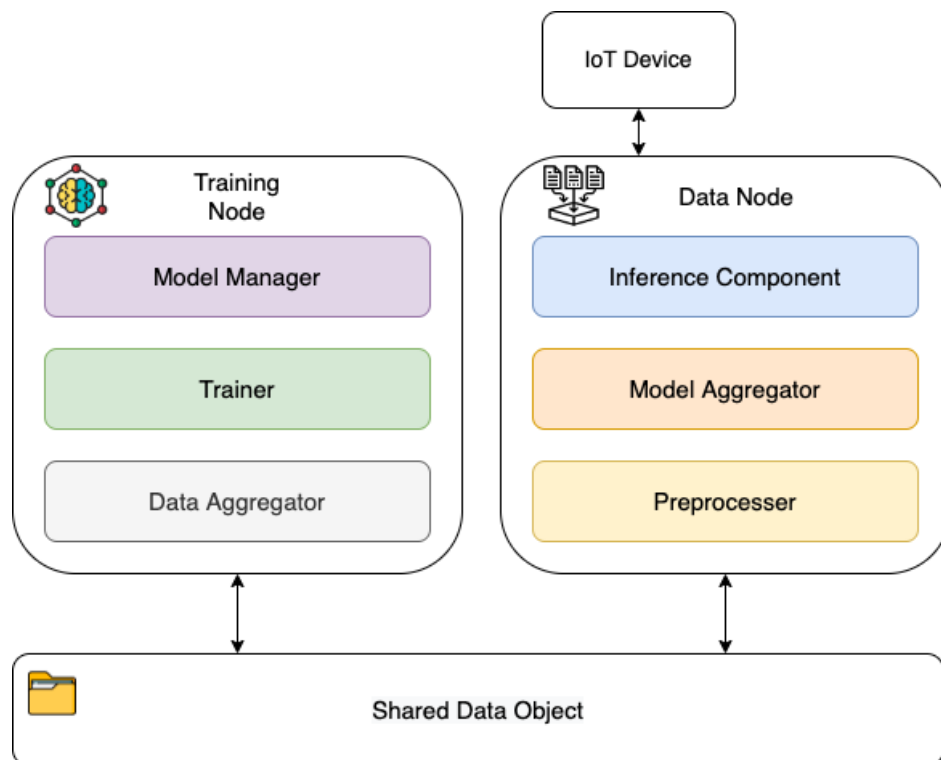 IoT Device
Training
Node
Model Manager
Trainer
Data Aggregator
Data Node
Inference Component
Model Aggregator
Preprocesser
Shared Data Object